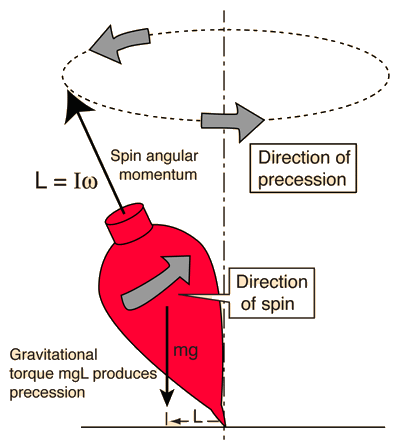 Spin angular
momentum
L = Iω
Direction of
precession
Direction
of spin
mg
Gravitational
torque mgL produces
precession
L